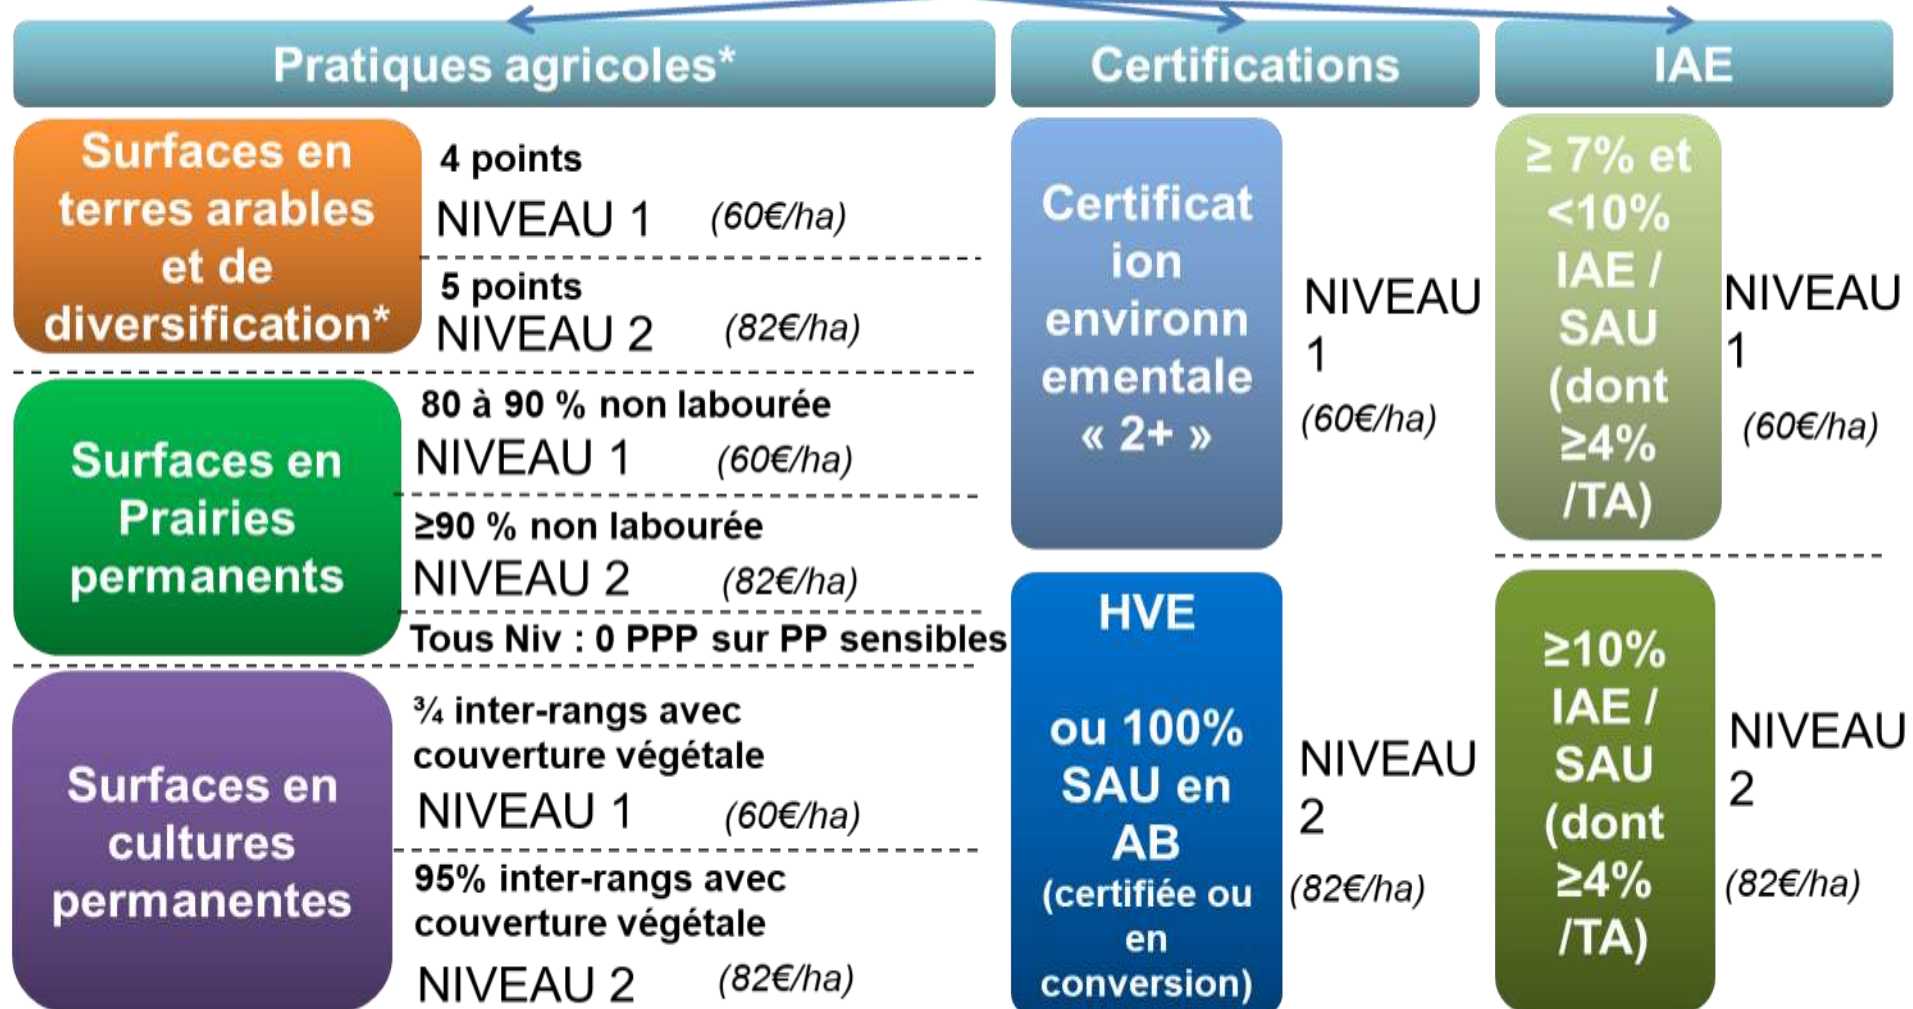 Pratiques agricoles*
Certifications
IAE
Surfaces en
terres arables
et de
diversification*
4 points
NIVEAU 1 (60€/ha)
5 points
NIVEAU 2 (82€/ha)
Surfaces en
Prairies
permanents
80 à 90 % non labourée
NIVEAU 1 (60€/ha)
≥90 % non labourée
NIVEAU 2 (82€/ha)
Tous Niv : 0 PPP sur PP sensibles
Surfaces en
cultures
permanentes
¾ inter-rangs avec
couverture végétale
NIVEAU 1 (60€/ha)
95% inter-rangs avec
couverture végétale
NIVEAU 2 (82€/ha)
Certificat
ion
environn
ementale
« 2+ »
NIVEAU
1
(60€/ha)
HVE
ou 100%
SAU en
AB
(certifiée ou
en
conversion)
NIVEAU
2
(82€/ha)
≥ 7% et
<10%
IAE /
SAU
(dont
≥4%
/TA)
NIVEAU
1
(60€/ha)
≥10%
IAE /
SAU
(dont
≥4%
/TA)
NIVEAU
2
(82€/ha)